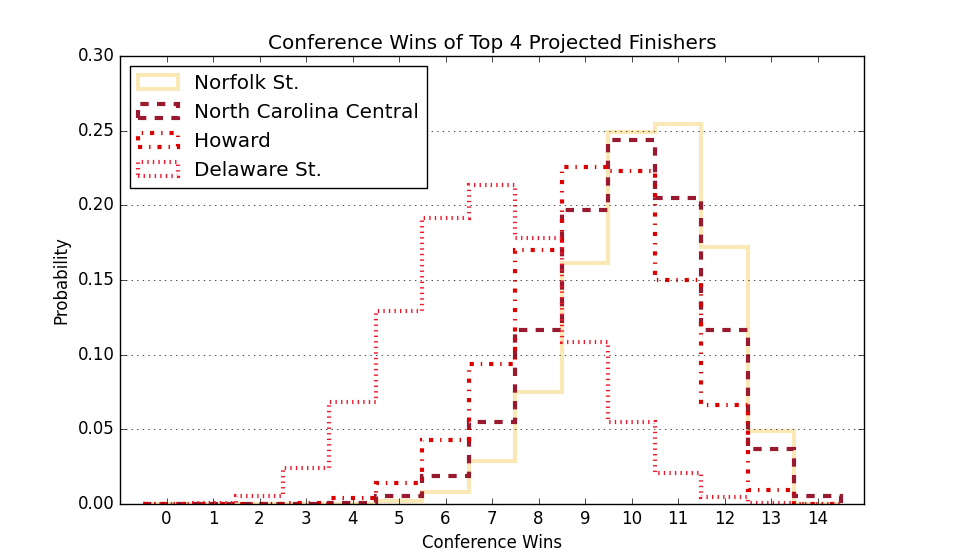 Conference Wins of Top 4 Projected Finishers
0.30
0.25
0.20
0.15
0.10
0.05
0.00
Probability
Norfolk St.
North Carolina Central
Howard
Delaware St.
0 1 2 3 4 5 6 7 8 9 10 11 12 13 14
Conference Wins